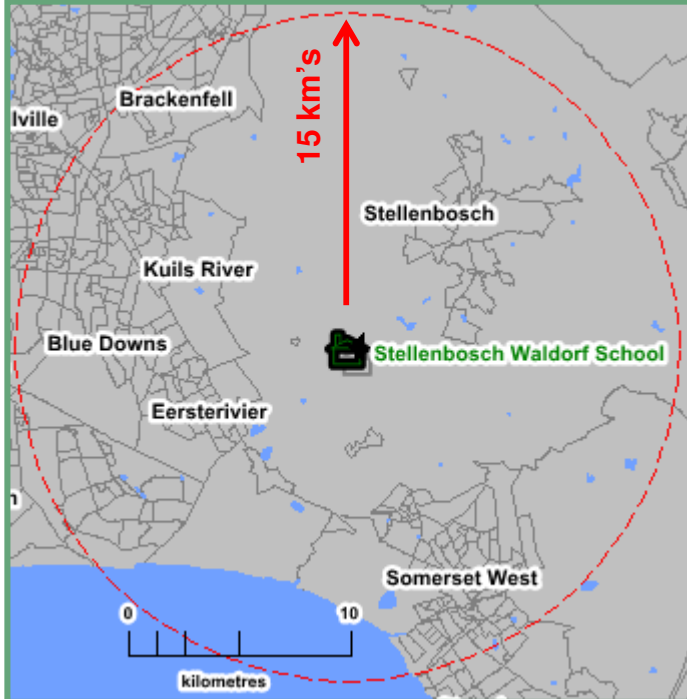 15 km's
Brackenfell
lville
Stellenbosch
Kuils River
Blue Downs
Stellenbosch Waldorf School
Eersterivier
Somerset West
0 10
kilometres